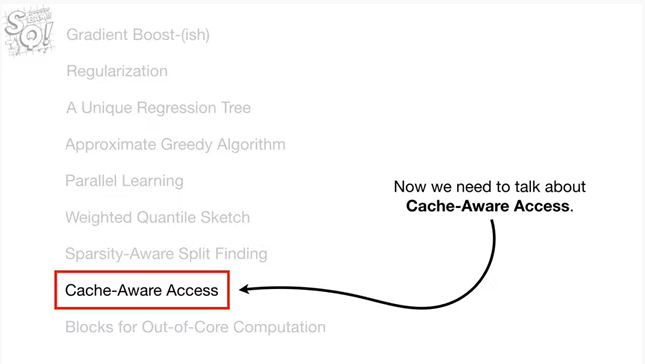 SQ!
Gradient Boost-(ish)
Regularization
A Unique Regression Tree
Approximate Greedy Algorithm
Parallel Learning
Now we need to talk about
Cache-Aware Access.
Weighted Quantile Sketch
Sparsity-Aware Split Finding
Cache-Aware Access
Blocks for Out-of-Core Computation